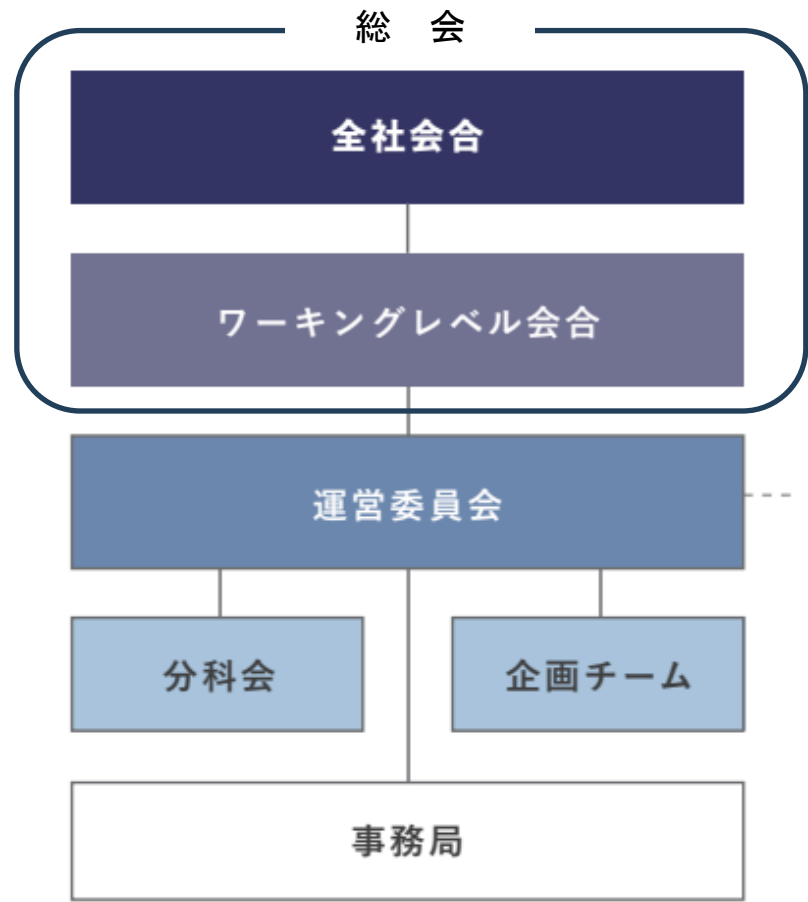 総　会
全社会合
ワーキングレベル会合
運営委員会
分科会
企画チーム
事務局